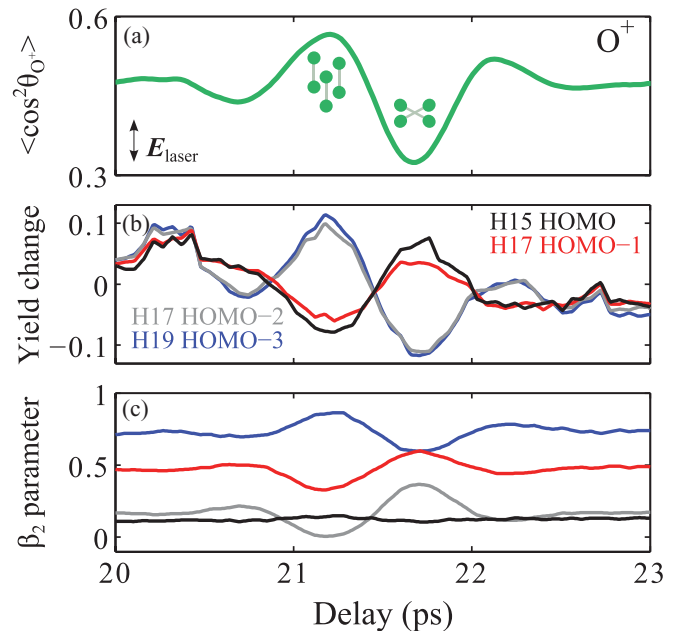 <cos²θO⁺>
0.6
(a)
O⁺
Elaser
0.3
Yield change
0.1
(b)
H15 HOMO
H17 HOMO−1
0
H17 HOMO−2
H19 HOMO−3
−0.1
β₂ parameter
1
(c)
0.5
0
20
21
22
23
Delay (ps)